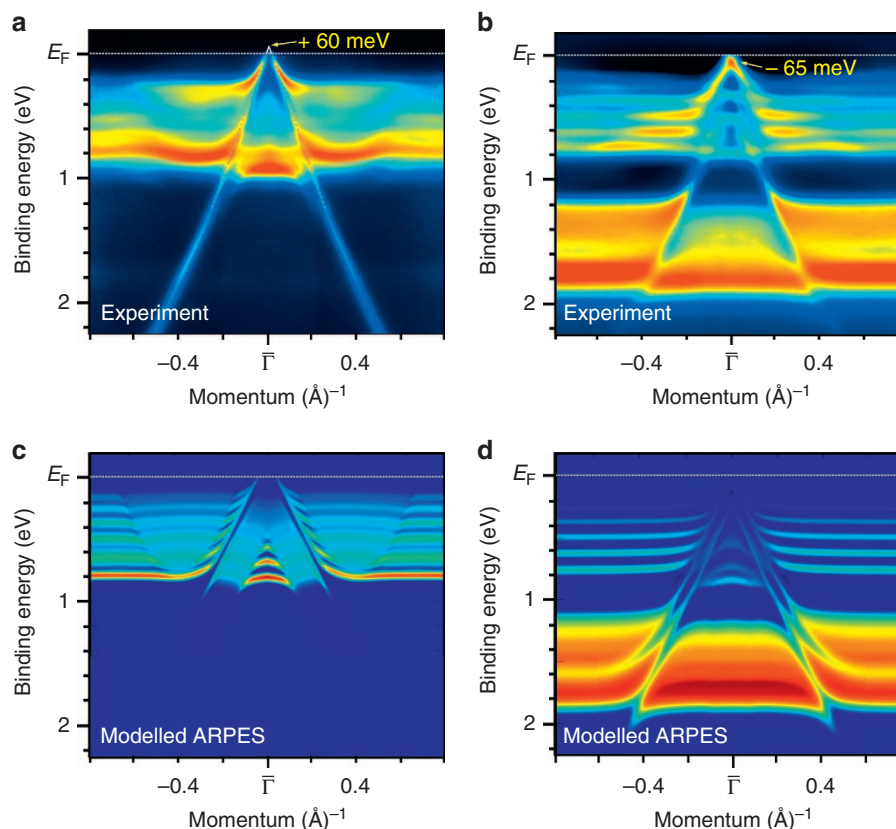 a
+ 60 meV
E_F
Binding energy (eV)
1
2
Experiment
−0.4 Γ̅ 0.4
Momentum (Å)⁻¹
b
− 65 meV
E_F
Binding energy (eV)
1
2
Experiment
−0.4 Γ̅ 0.4
Momentum (Å)⁻¹
c
E_F
Binding energy (eV)
1
2
Modelled ARPES
−0.4 Γ̅ 0.4
Momentum (Å)⁻¹
d
E_F
Binding energy (eV)
1
2
Modelled ARPES
−0.4 Γ̅ 0.4
Momentum (Å)⁻¹